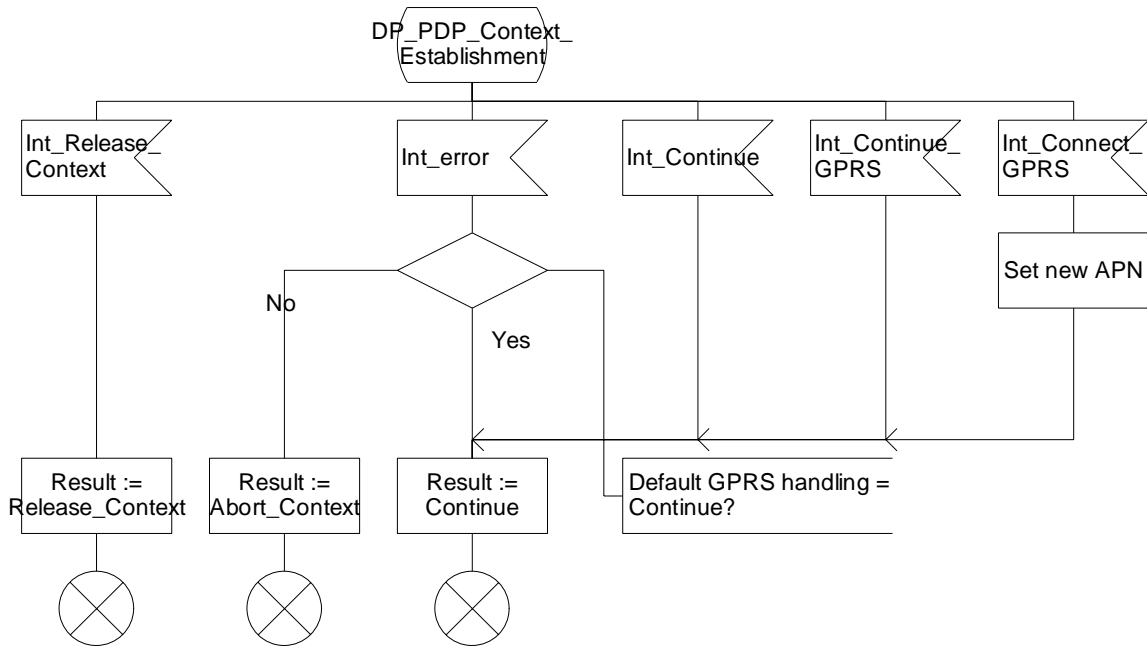 DP_PDP_Context_
Establishment
Int_Release_
Context
Int_error
Int_Continue
Int_Continue_
GPRS
Int_Connect_
GPRS
Set new APN
No
Yes
Result :=
Release_Context
Result :=
Abort_Context
Result :=
Continue
Default GPRS handling =
Continue?